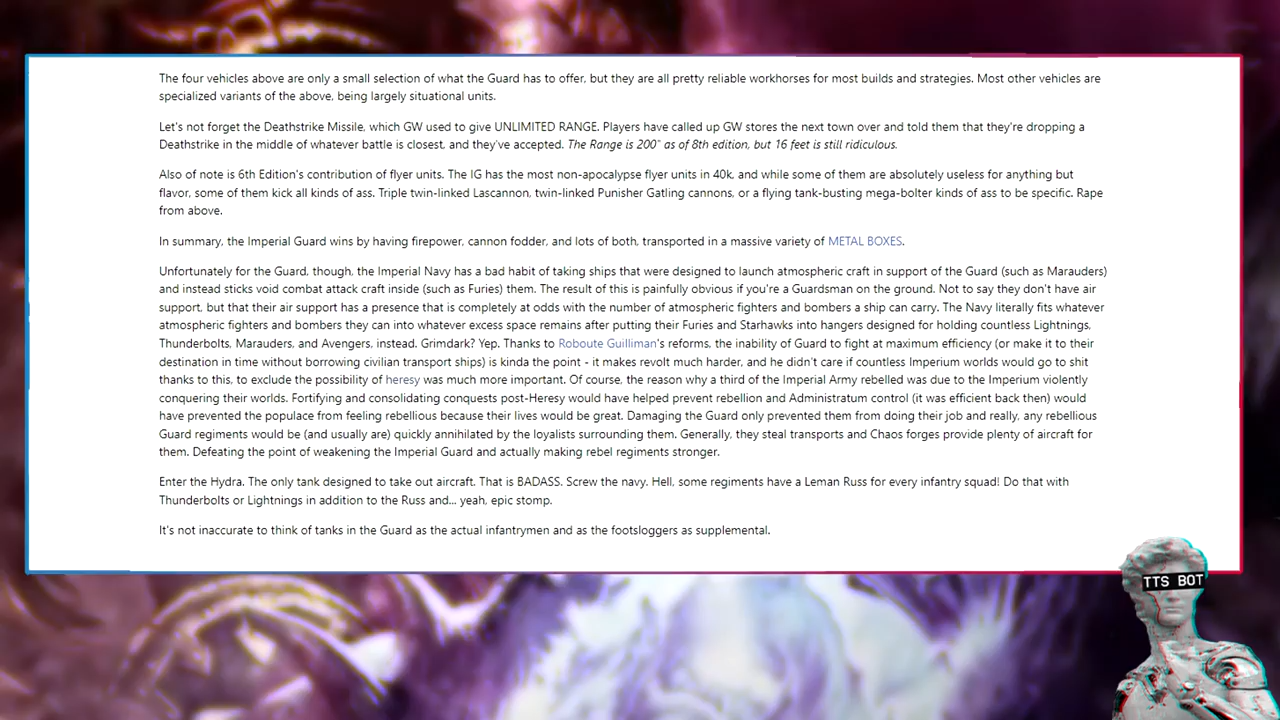 The four vehicles above are only a small selection of what the Guard has to offer, but they are all pretty reliable workhorses for most builds and strategies. Most other vehicles are
specialized variants of the above, being largely situational units.
Let's not forget the Deathstrike Missile, which GW used to give UNLIMITED RANGE. Players have called up GW stores the next town over and told them that they're dropping a
Deathstrike in the middle of whatever battle is closest, and they've accepted. The Range is 200" as of 8th edition, but 16 feet is still ridiculous.
Also of note is 6th Edition's contribution of flyer units. The IG has the most non-apocalypse flyer units in 40k, and while some of them are absolutely useless for anything but
flavor, some of them kick all kinds of ass. Triple twin-linked Lascannon, twin-linked Punisher Gatling cannons, or a flying tank-busting mega-bolter kinds of ass to be specific. Rape
from above.
In summary, the Imperial Guard wins by having firepower, cannon fodder, and lots of both, transported in a massive variety of METAL BOXES.
Unfortunately for the Guard, though, the Imperial Navy has a bad habit of taking ships that were designed to launch atmospheric craft in support of the Guard (such as Marauders)
and instead sticks void combat attack craft inside (such as Furies) them. The result of this is painfully obvious if you're a Guardsman on the ground. Not to say they don't have air
support, but that their air support has a presence that is completely at odds with the number of atmospheric fighters and bombers a ship can carry. The Navy literally fits whatever
atmospheric fighters and bombers they can into whatever excess space remains after putting their Furies and Starhawks into hangers designed for holding countless Lightnings,
Thunderbolts, Marauders, and Avengers, instead. Grimdark? Yep. Thanks to Roboute Guilliman's reforms, the inability of Guard to fight at maximum efficiency (or make it to their
destination in time without borrowing civilian transport ships) is kinda the point - it makes revolt much harder, and he didn't care if countless Imperium worlds would go to shit
thanks to this, to exclude the possibility of heresy was much more important. Of course, the reason why a third of the Imperial Army rebelled was due to the Imperium violently
conquering their worlds. Fortifying and consolidating conquests post-Heresy would have helped prevent rebellion and Administratum control (it was efficient back then) would
have prevented the populace from feeling rebellious because their lives would be great. Damaging the Guard only prevented them from doing their job and really, any rebellious
Guard regiments would be (and usually are) quickly annihilated by the loyalists surrounding them. Generally, they steal transports and Chaos forges provide plenty of aircraft for
them. Defeating the point of weakening the Imperial Guard and actually making rebel regiments stronger.
Enter the Hydra. The only tank designed to take out aircraft. That is BADASS. Screw the navy. Hell, some regiments have a Leman Russ for every infantry squad! Do that with
Thunderbolts or Lightnings in addition to the Russ and... yeah, epic stomp.
It's not inaccurate to think of tanks in the Guard as the actual infantrymen and as the footsloggers as supplemental.
TTS BOT